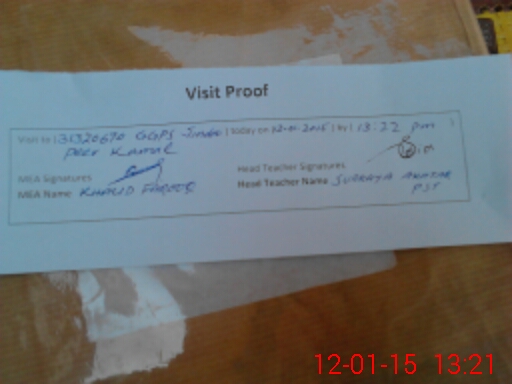 Visit Proof
Visit to | 31320670 GGPS Jindo | today on 12-01-2015 | by | 13:22 pm
Peer Kamal
MEA Signatures
Head Teacher Signatures
MEA Name KHALID FAROOQ
Head Teacher Name SURRAYA AKHTAR
PST
12-01-15 13:21